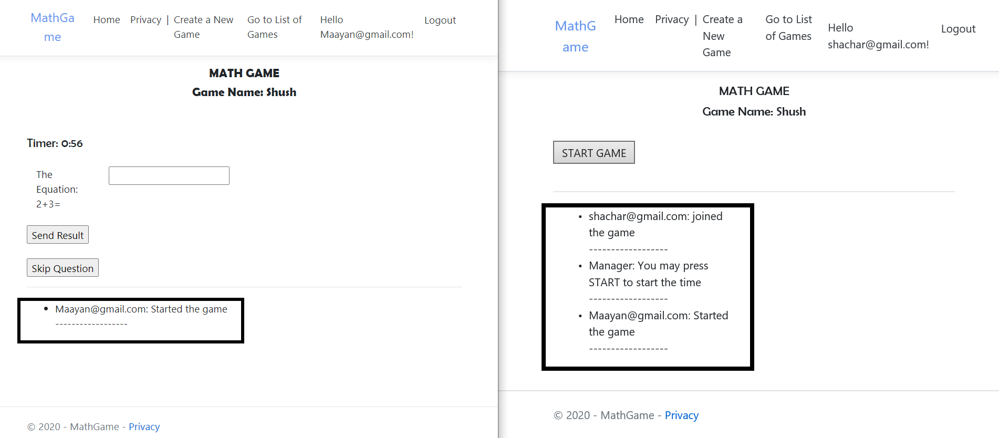 MathGa
me
Home
Privacy
|
Create a New
Game
Go to List of
Games
Hello
Maayan@gmail.com!
Logout
MATH GAME
Game Name: Shush
Timer: 0:56
The
Equation:
2+3=
Send Result
Skip Question
Maayan@gmail.com: Started the game
------------------
© 2020 - MathGame - Privacy
MathG
ame
Home
Privacy
|
Create a
New
Game
Go to List
of Games
Hello
shachar@gmail.com!
Logout
MATH GAME
Game Name: Shush
START GAME
shachar@gmail.com: joined
the game
------------------
Manager: You may press
START to start the time
------------------
Maayan@gmail.com: Started
the game
------------------
© 2020 - MathGame - Privacy